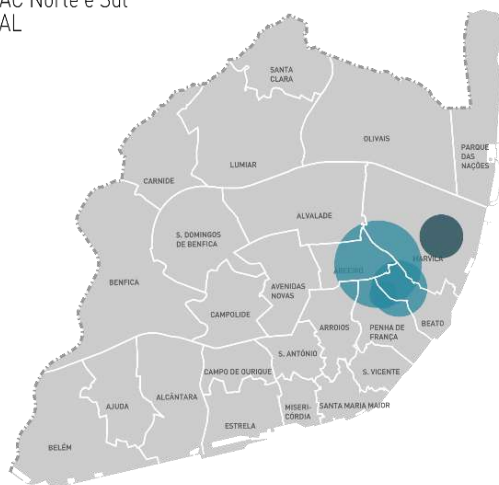 AC Norte e Sul
AL
SANTA
CLARA
OLIVAIS
PARQUE
DAS
NAÇÕES
LUMIAR
CARNIDE
ALVALADE
S. DOMINGOS
DE BENFICA
MARVILA
AREEIRO
BENFICA
AVENIDAS
NOVAS
CAMPOLIDE
ARROIOS
PENHA DE
FRANÇA
BEATO
S. ANTÓNIO
CAMPO DE OURIQUE
S. VICENTE
ALCÂNTARA
AJUDA
MISERI-
CÓRDIA
SANTA MARIA MAIOR
ESTRELA
BELÉM